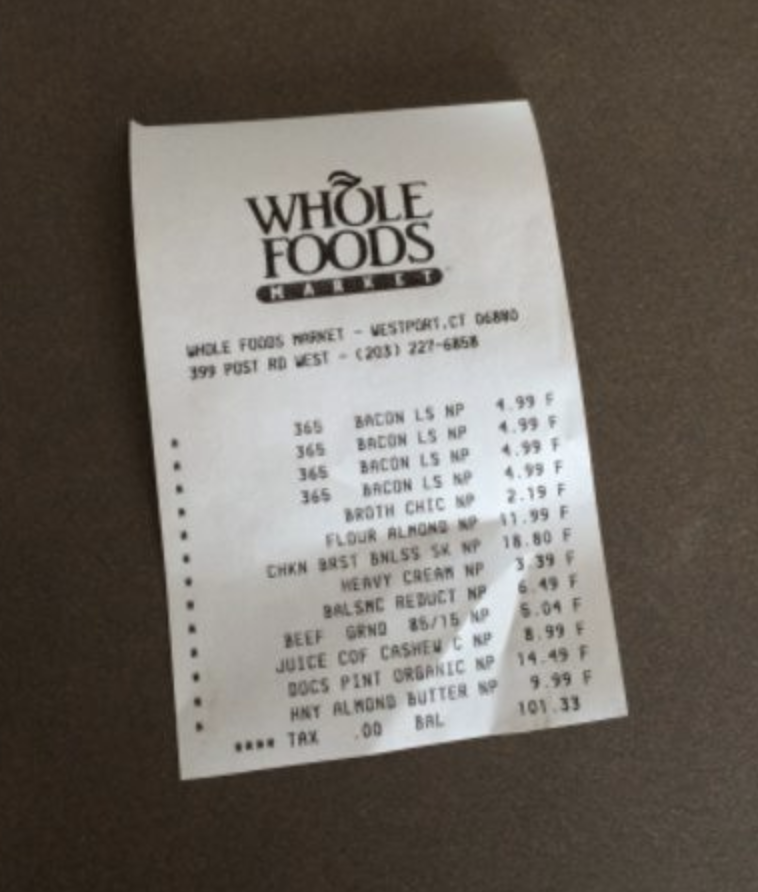 WHOLE
FOODS
MARKET
WHOLE FOODS MARKET - WESTPORT,CT 06880
399 POST RD WEST - (203) 227-6858
365 BACON LS NP 4.99 F
365 BACON LS NP 4.99 F
365 BACON LS NP 4.99 F
365 BACON LS NP 4.99 F
BROTH CHIC NP 2.19 F
FLOUR ALMOND NP 11.99 F
CHKN BRST BNLSS SK NP 18.80 F
HEAVY CREAM NP 3.39 F
BALSMC REDUCT NP 6.49 F
BEEF GRND 85/15 NP 5.04 F
JUICE COF CASHEW C NP 8.99 F
DOCS PINT ORGANIC NP 14.49 F
HNY ALMOND BUTTER NP 9.99 F
**** TAX .00 BAL 101.33